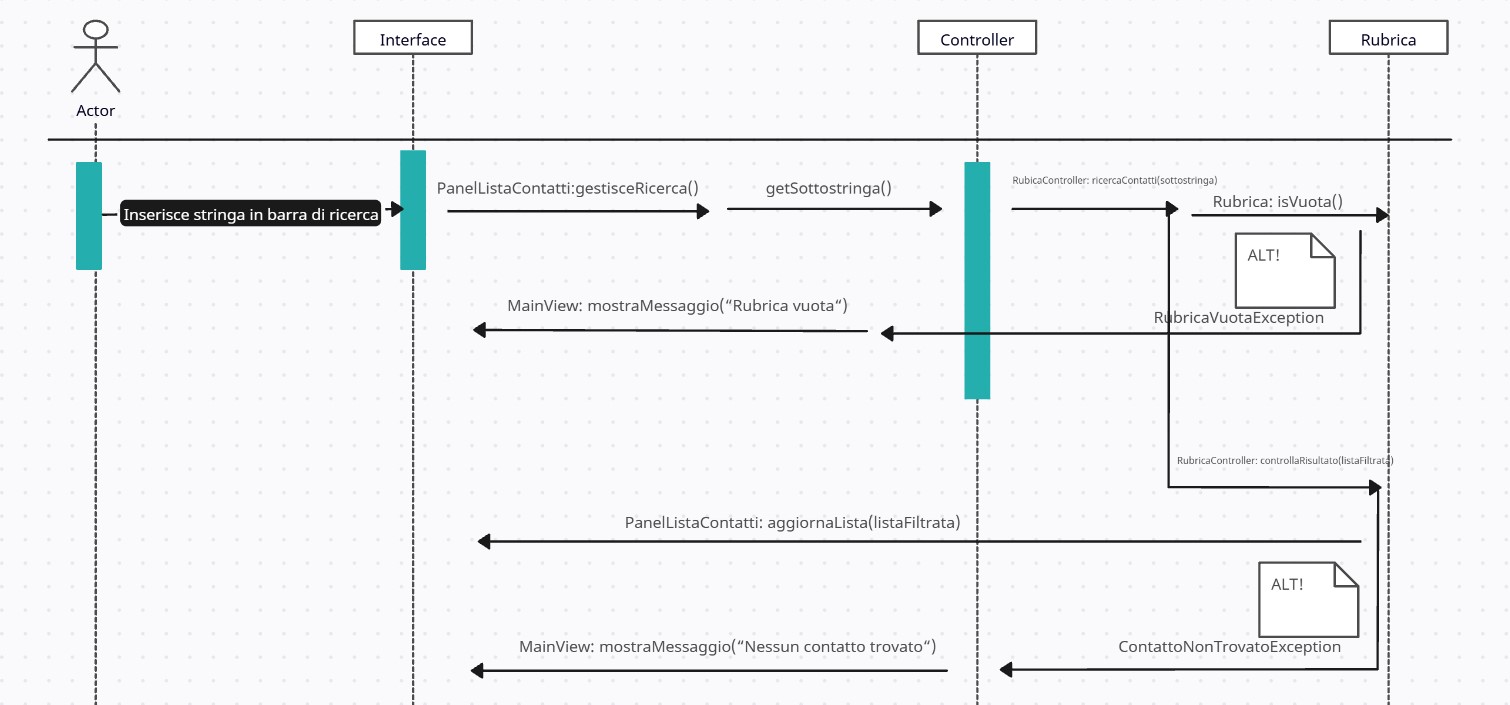 Actor
Interface
Controller
Rubrica
Inserisce stringa in barra di ricerca
PanelListaContatti:gestisceRicerca()
getSottostringa()
RubicaController: ricercaContatti(sottostringa)
Rubrica: isVuota()
ALT!
MainView: mostraMessaggio(“Rubrica vuota“)
RubricaVuotaException
RubricaController: controllaRisultato(listaFiltrata)
PanelListaContatti: aggiornaLista(listaFiltrata)
ALT!
MainView: mostraMessaggio(“Nessun contatto trovato“)
ContattoNonTrovatoException